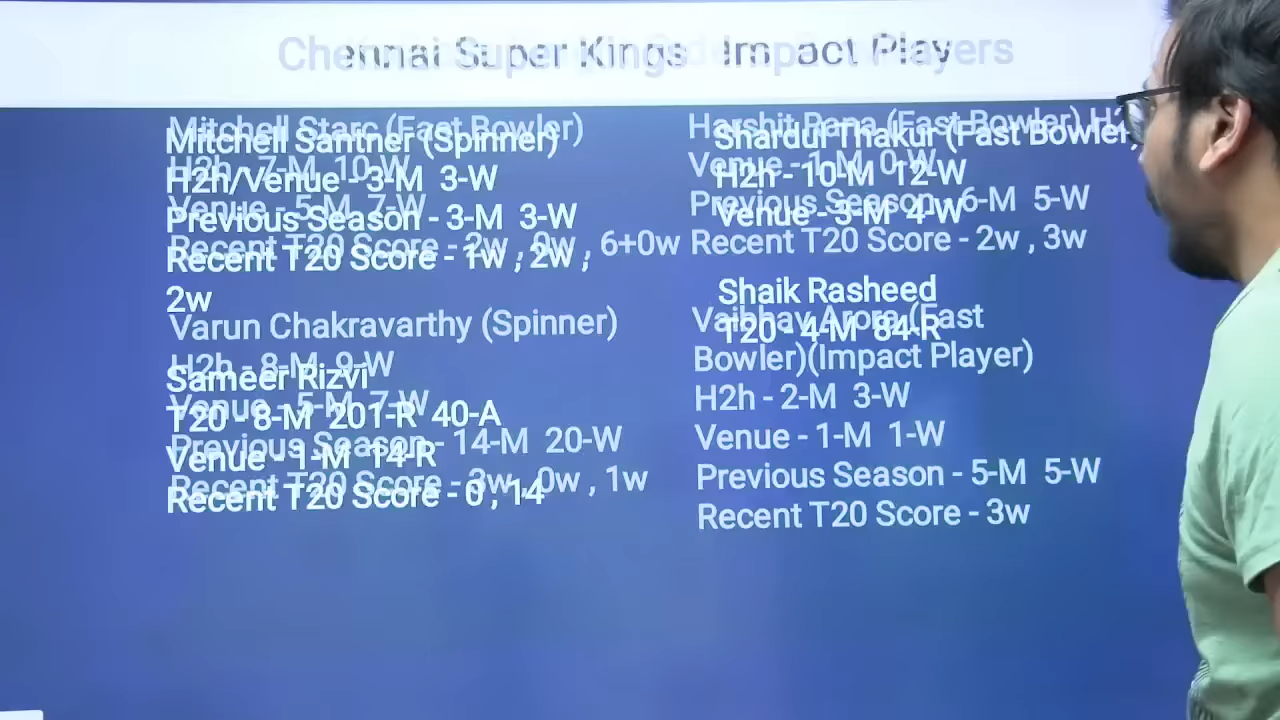 Chennai Super Kings Impact Players
Mitchell Starc (Fast Bowler)
H2h - 7-M 10-W
Venue - 5-M 7-W
Recent T20 Score - 2w , 0w , 6+0w
Varun Chakravarthy (Spinner)
H2h - 8-M 9-W
Venue - 5-M 7-W
Previous Season - 14-M 20-W
Recent T20 Score - 3w , 0w , 1w
Mitchell Santner (Spinner)
H2h/Venue - 3-M 3-W
Previous Season - 3-M 3-W
Recent T20 Score - 1w , 2w ,
2w
Sameer Rizvi
T20 - 8-M 201-R 40-A
Venue - 1-M 14-R
Recent T20 Score - 0 , 14
Harshit Rana (Fast Bowler)
Venue - 1-M 0-W
Previous Season - 6-M 5-W
Recent T20 Score - 2w , 3w
Vaibhav Arora (Fast
Bowler)(Impact Player)
H2h - 2-M 3-W
Venue - 1-M 1-W
Previous Season - 5-M 5-W
Recent T20 Score - 3w
Shardul Thakur (Fast Bowler)
H2h - 10-M 12-W
Venue - 3-M 4-W
Shaik Rasheed
T20 - 4-M 84-R